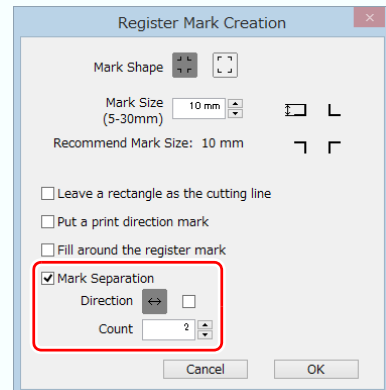 Register Mark Creation
Mark Shape
Mark Size
(5-30mm)
10 mm
Recommend Mark Size: 10 mm
Leave a rectangle as the cutting line
Put a print direction mark
Fill around the register mark
Mark Separation
Direction
Count
2
Cancel
OK